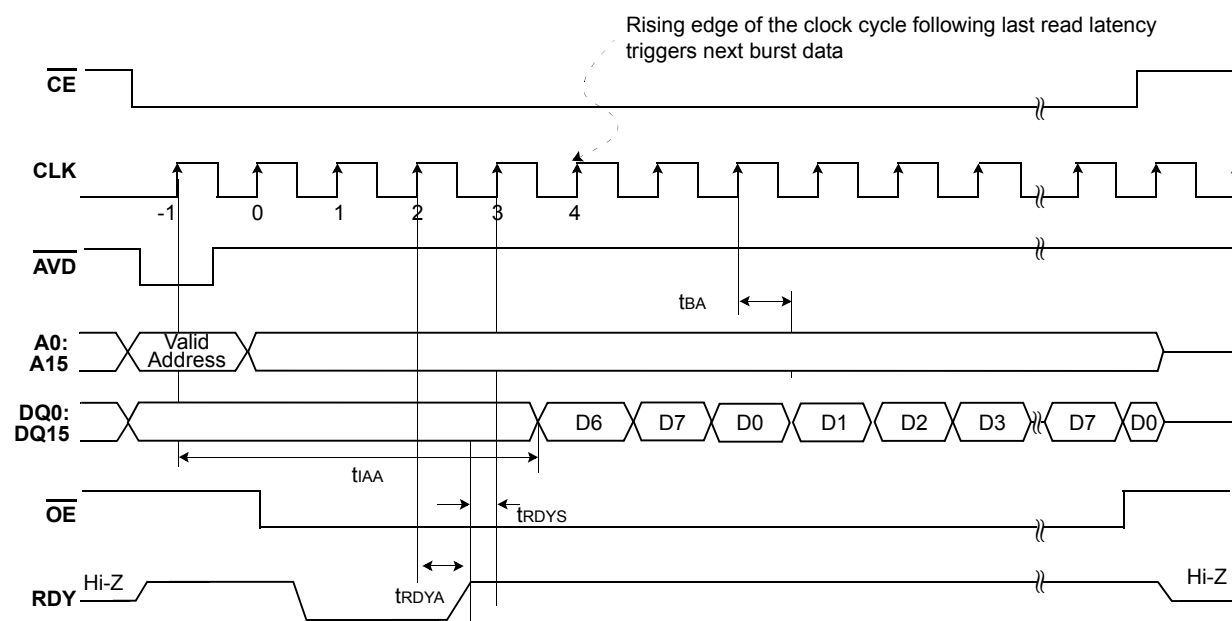 Rising edge of the clock cycle following last read latency
triggers next burst data
CE
CLK
-1 0 1 2 3 4
AVD
tBA
A0:
A15
Valid
Address
DQ0:
DQ15
D6 D7 D0 D1 D2 D3 D7 D0
tIAA
OE
tRDYS
Hi-Z
RDY
tRDYA
Hi-Z